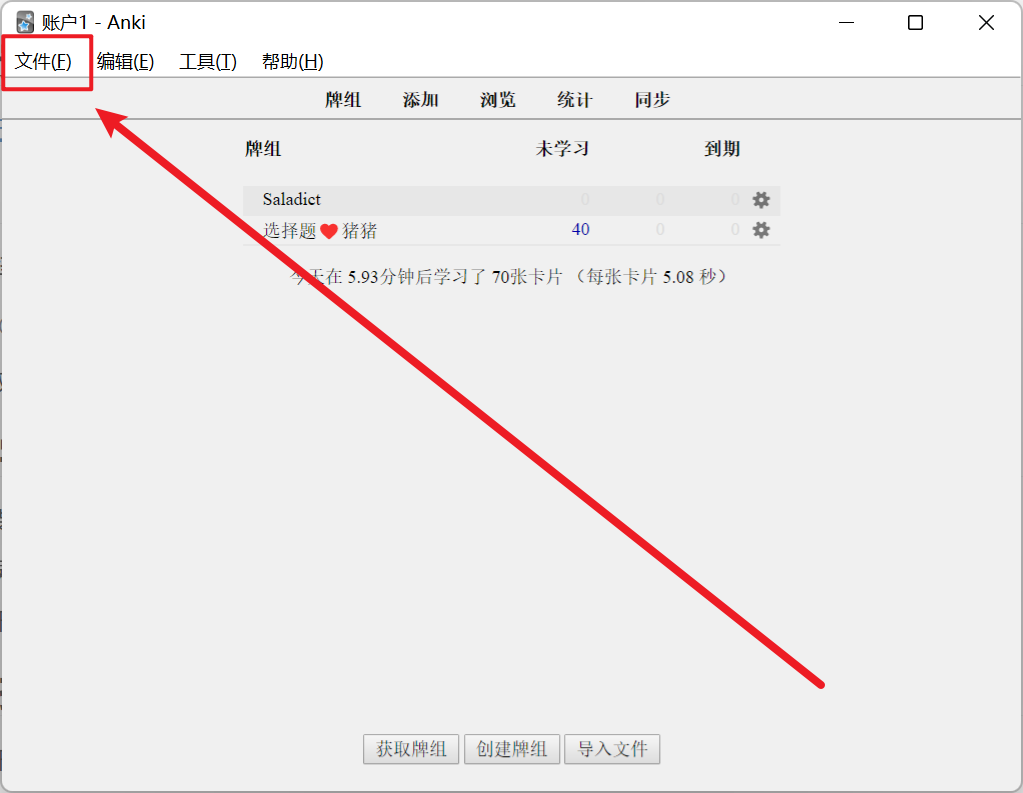 账户1 - Anki
文件(F) 编辑(E) 工具(T) 帮助(H)
牌组 添加 浏览 统计 同步
牌组 未学习 到期
Saladict 0 0 0
选择题❤️猪猪 40 0 0
今天在 5.93分钟后学习了 70张卡片 （每张卡片 5.08 秒）
获取牌组 创建牌组 导入文件